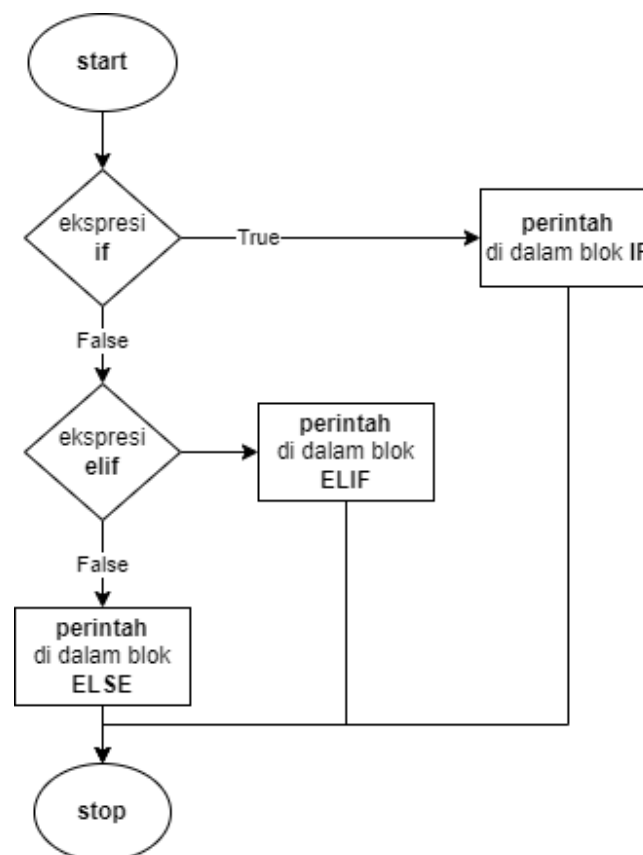 start
ekspresi
if
True
perintah
di dalam blok IF
False
ekspresi
elif
perintah
di dalam blok
ELIF
False
perintah
di dalam blok
ELSE
stop